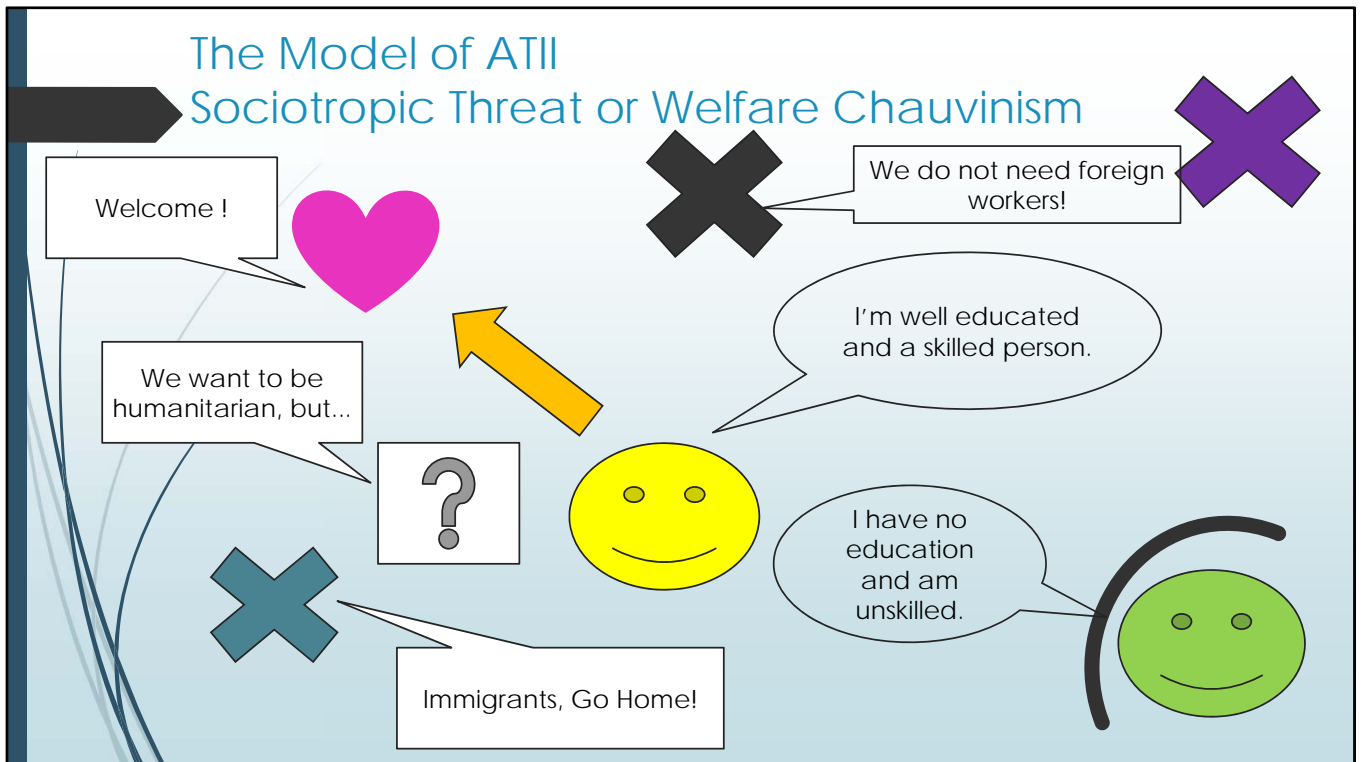 The Model of ATII
Sociotropic Threat or Welfare Chauvinism
Welcome !
We do not need foreign
workers!
I'm well educated
and a skilled person.
We want to be
humanitarian, but...
?
I have no
education
and am
unskilled.
Immigrants, Go Home!